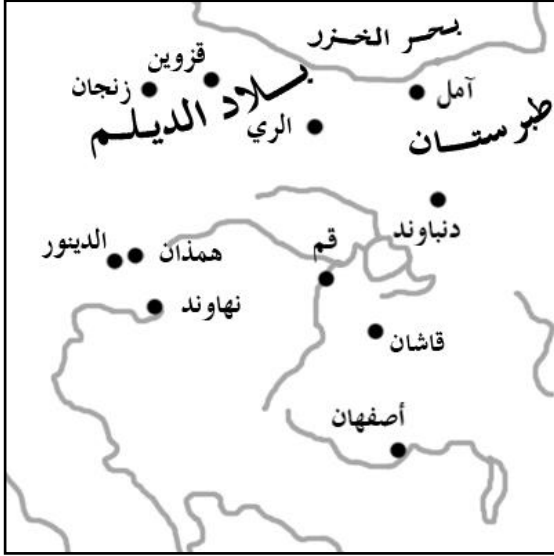 بحر الخزر
قزوين
زنجان
بلاد الديلم
الري
آمل
طبرستان
دنباوند
الدينور
همذان
قم
نهاوند
قاشان
أصفهان